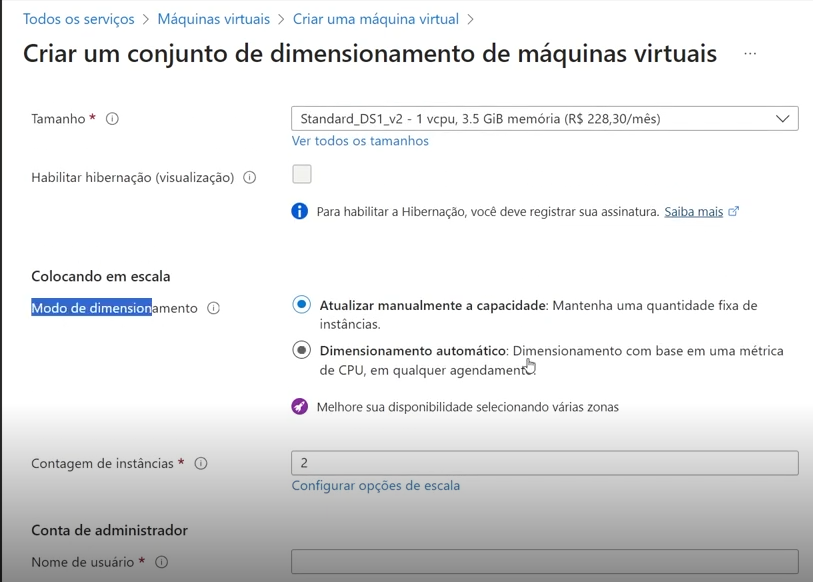 Todos os serviços > Máquinas virtuais > Criar uma máquina virtual >
Criar um conjunto de dimensionamento de máquinas virtuais ...
Tamanho * Standard_DS1_v2 - 1 vcpu, 3.5 GiB memória (R$ 228,30/mês)
Ver todos os tamanhos
Habilitar hibernação (visualização)
Para habilitar a Hibernação, você deve registrar sua assinatura. Saiba mais
Colocando em escala
Modo de dimensionamento
Atualizar manualmente a capacidade: Mantenha uma quantidade fixa de
instâncias.
Dimensionamento automático: Dimensionamento com base em uma métrica
de CPU, em qualquer agendamento.
Melhore sua disponibilidade selecionando várias zonas
Contagem de instâncias * 2
Configurar opções de escala
Conta de administrador
Nome de usuário *